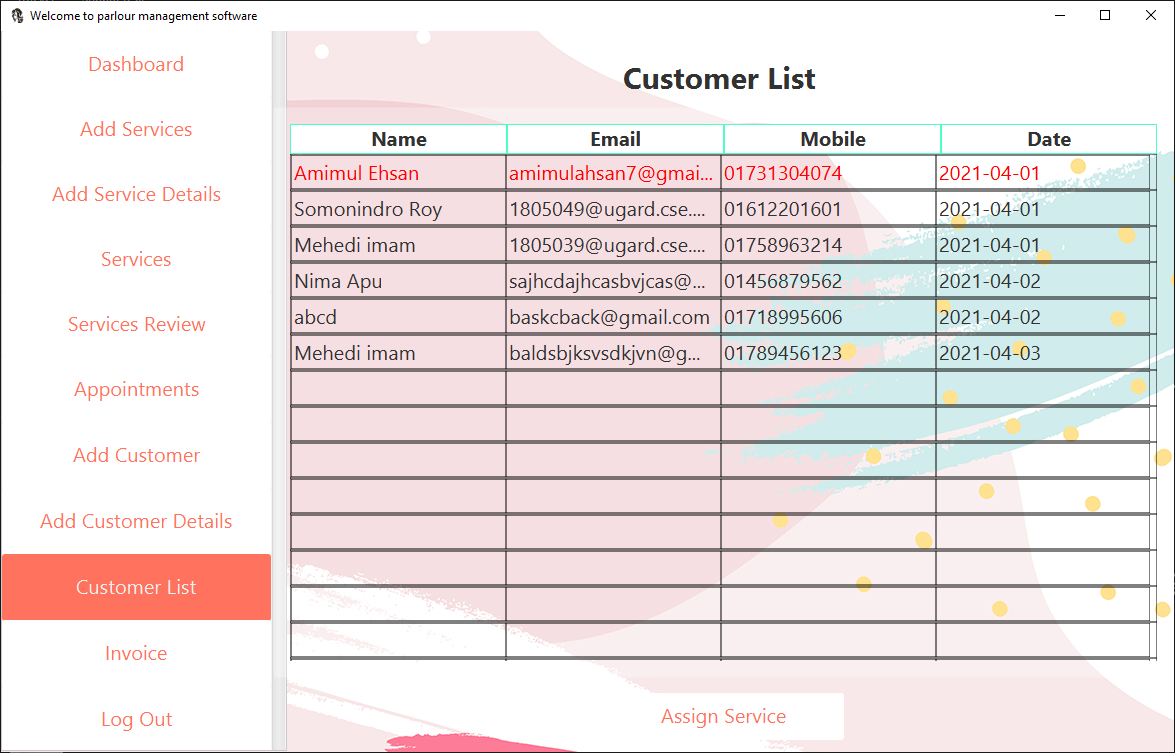 Welcome to parlour management software
Dashboard
Add Services
Add Service Details
Services
Services Review
Appointments
Add Customer
Add Customer Details
Customer List
Invoice
Log Out
Customer List
Name Email Mobile Date
Amimul Ehsan amimulahsan7@gmai... 01731304074 2021-04-01
Somonindro Roy 1805049@ugard.cse.... 01612201601 2021-04-01
Mehedi imam 1805039@ugard.cse.... 01758963214 2021-04-01
Nima Apu sajhcdajhcasbvjcas@... 01456879562 2021-04-02
abcd baskcback@gmail.com 01718995606 2021-04-02
Mehedi imam baldsbjksvsdkjvn@g... 01789456123 2021-04-03
Assign Service